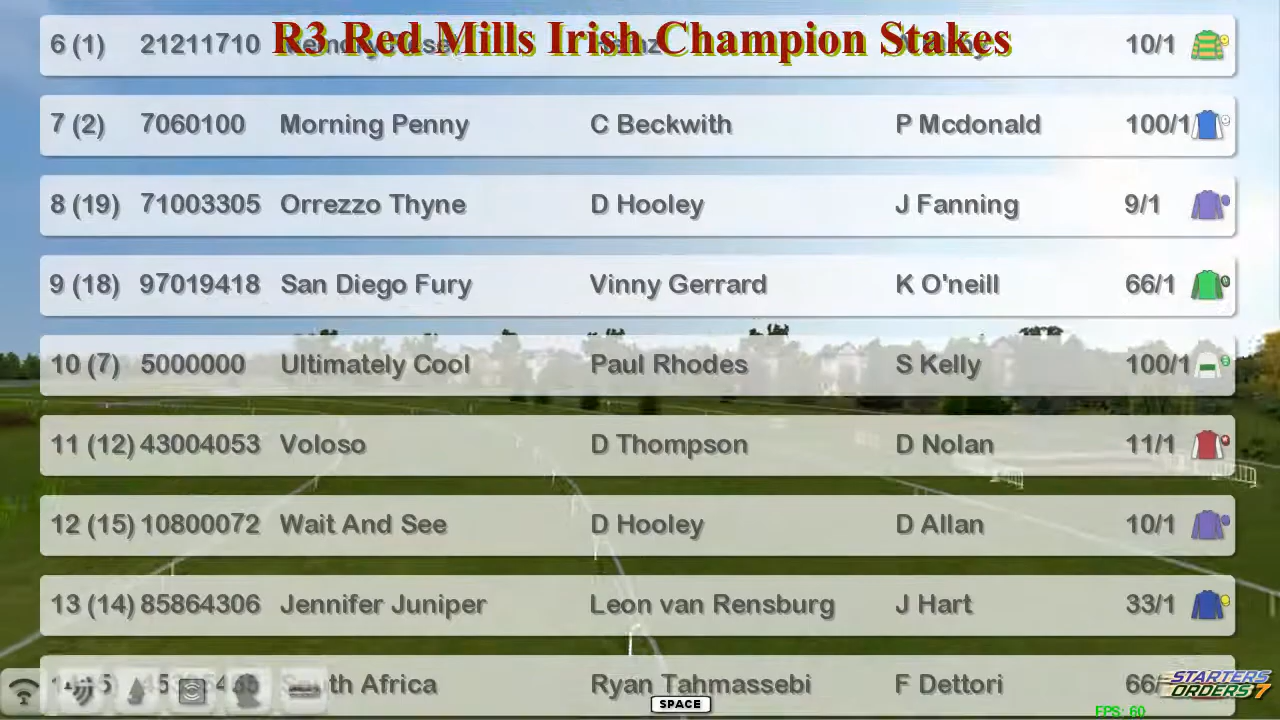 R3 Red Mills Irish Champion Stakes
6 (1) 21211710 10/1
7 (2) 7060100 Morning Penny C Beckwith P Mcdonald 100/1
8 (19) 71003305 Orrezzo Thyne D Hooley J Fanning 9/1
9 (18) 97019418 San Diego Fury Vinny Gerrard K O'neill 66/1
10 (7) 5000000 Ultimately Cool Paul Rhodes S Kelly 100/1
11 (12) 43004053 Voloso D Thompson D Nolan 11/1
12 (15) 10800072 Wait And See D Hooley D Allan 10/1
13 (14) 85864306 Jennifer Juniper Leon van Rensburg J Hart 33/1
South Africa Ryan Tahmassebi F Dettori 66/
STARTERS ORDERS 7
SPACE
FPS: 60